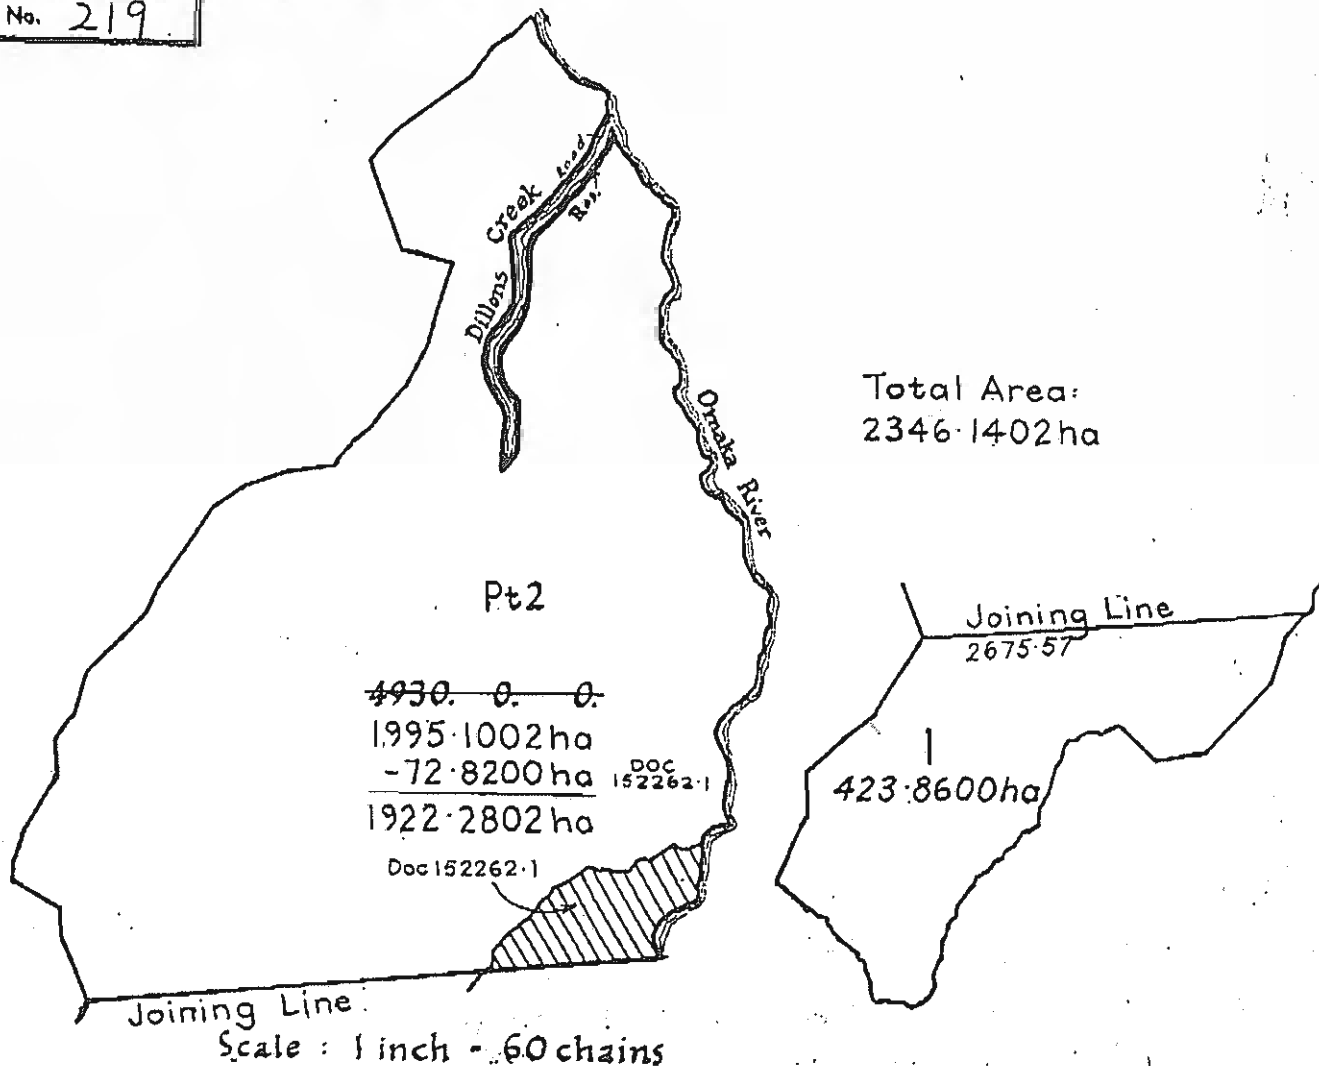 No. 219
Dillons Creek
Road
Res.
Omaka River
Total Area:
2346·1402ha
Pt2
4930. 0. 0.
1995·1002ha
-72·8200ha
DOC
152262·1
1922·2802ha
Doc152262·1
Joining Line
2675·57
1
423·8600ha
Joining Line
Scale : 1 inch - 60 chains